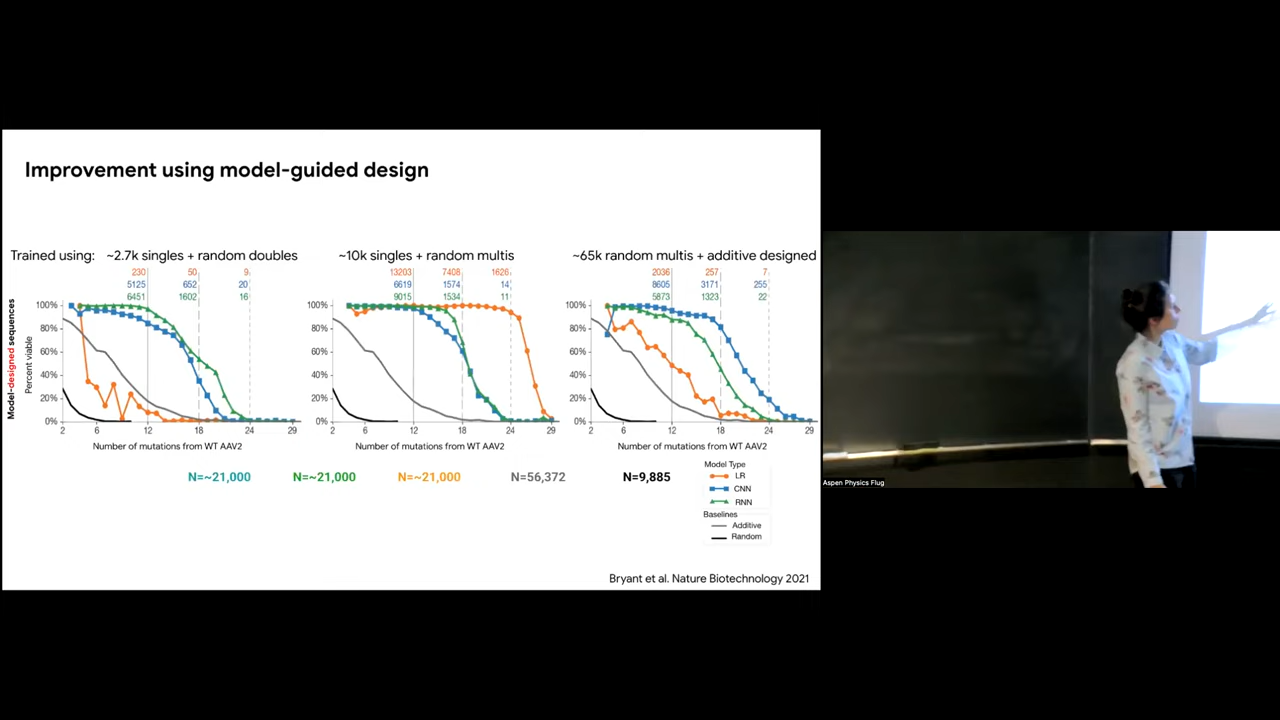 Improvement using model-guided design
Trained using: ~2.7k singles + random doubles
~10k singles + random multis
~65k random multis + additive designed
230 50 9
5125 652 20
6451 1602 16
13203 7408 1626
6619 1574 14
9015 1534 11
2036 257 7
8605 3171 255
5873 1323 22
Model-designed sequences
Percent viable
100%
80%
60%
40%
20%
0%
2 6 12 18 24 29
Number of mutations from WT AAV2
100%
80%
60%
40%
20%
0%
2 6 12 18 24 29
Number of mutations from WT AAV2
100%
80%
60%
40%
20%
0%
2 6 12 18 24 29
Number of mutations from WT AAV2
N=~21,000 N=~21,000 N=~21,000 N=56,372 N=9,885
Model Type
LR
CNN
RNN
Baselines
Additive
Random
Bryant et al. Nature Biotechnology 2021
Aspen Physics Flug